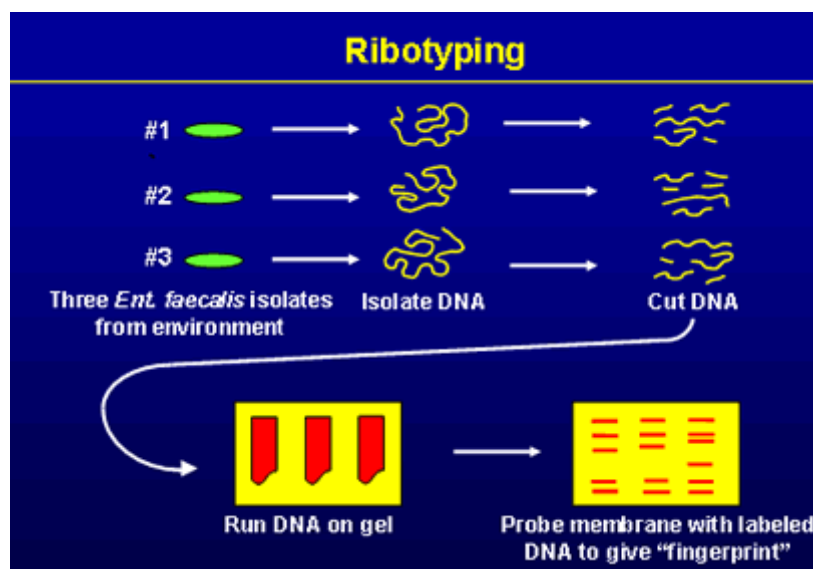 Ribotyping
#1
#2
#3
Three Ent. faecalis isolates
from environment
Isolate DNA
Cut DNA
Run DNA on gel
Probe membrane with labeled
DNA to give “fingerprint”